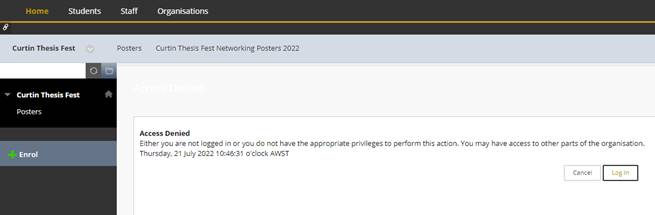 Home Students Staff Organisations
Curtin Thesis Fest Posters Curtin Thesis Fest Networking Posters 2022
Curtin Thesis Fest
Posters
Enrol
Access Denied
Access Denied
Either you are not logged in or you do not have the appropriate privileges to perform this action. You may have access to other parts of the organisation.
Thursday, 21 July 2022 10:46:31 o'clock AWST
Cancel Log In